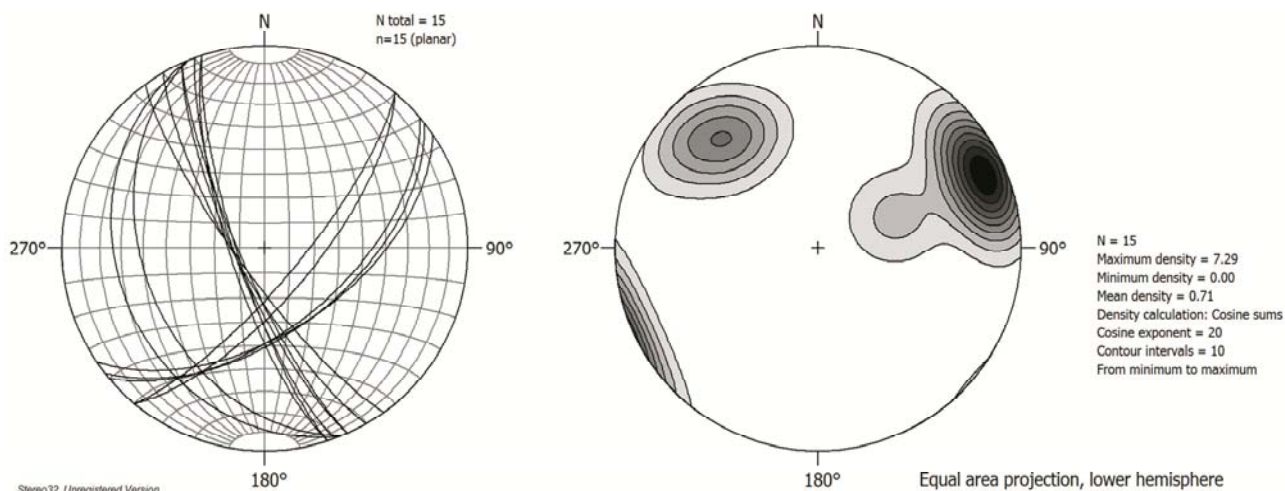 N
N total = 15
n=15 (planar)
270°
90°
180°
Stereo32, Unregistered Version
N
270°
90°
180°
N = 15
Maximum density = 7.29
Minimum density = 0.00
Mean density = 0.71
Density calculation: Cosine sums
Cosine exponent = 20
Contour intervals = 10
From minimum to maximum
Equal area projection, lower hemisphere